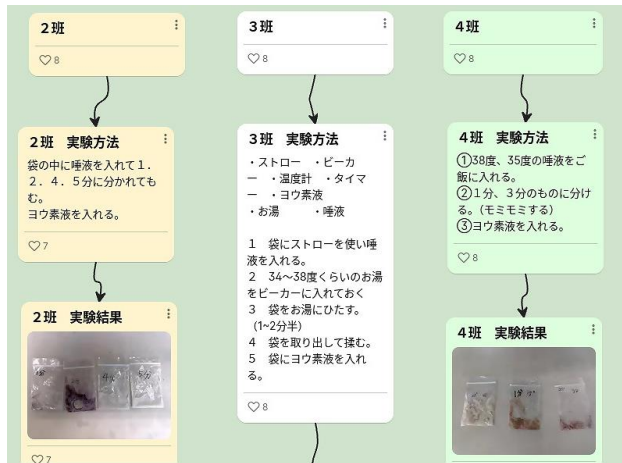 ２班
8
２班　実験方法
袋の中に唾液を入れて１．
２．４．５分に分かれても
む。
ヨウ素液を入れる。
7
２班　実験結果
7
３班
8
３班　実験方法
・ストロー　・ビーカ
ー　・温度計　・タイマ
ー　・ヨウ素液
・お湯　　　・唾液
１　袋にストローを使い唾
液を入れる。
２　34〜38度くらいのお湯
をビーカーに入れておく
３　袋をお湯にひたす。
（1~2分半）
４　袋を取り出して揉む。
５　袋にヨウ素液を入れ
る。
8
４班
8
４班　実験方法
①38度、35度の唾液をご
飯に入れる。
②１分、３分のものに分け
る。（モミモミする）
③ヨウ素液を入れる。
8
４班　実験結果